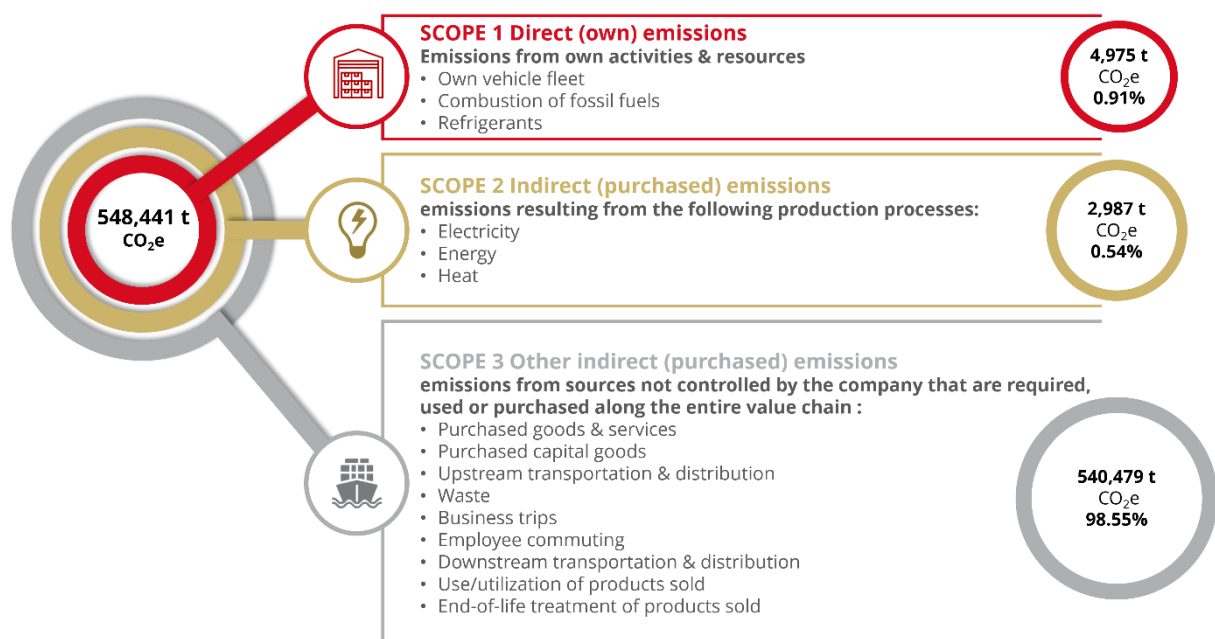 548,441 t
CO₂e
SCOPE 1 Direct (own) emissions
Emissions from own activities & resources
• Own vehicle fleet
• Combustion of fossil fuels
• Refrigerants
4,975 t
CO₂e
0.91%
SCOPE 2 Indirect (purchased) emissions
emissions resulting from the following production processes:
• Electricity
• Energy
• Heat
2,987 t
CO₂e
0.54%
SCOPE 3 Other indirect (purchased) emissions
emissions from sources not controlled by the company that are required,
used or purchased along the entire value chain :
• Purchased goods & services
• Purchased capital goods
• Upstream transportation & distribution
• Waste
• Business trips
• Employee commuting
• Downstream transportation & distribution
• Use/utilization of products sold
• End-of-life treatment of products sold
540,479 t
CO₂e
98.55%